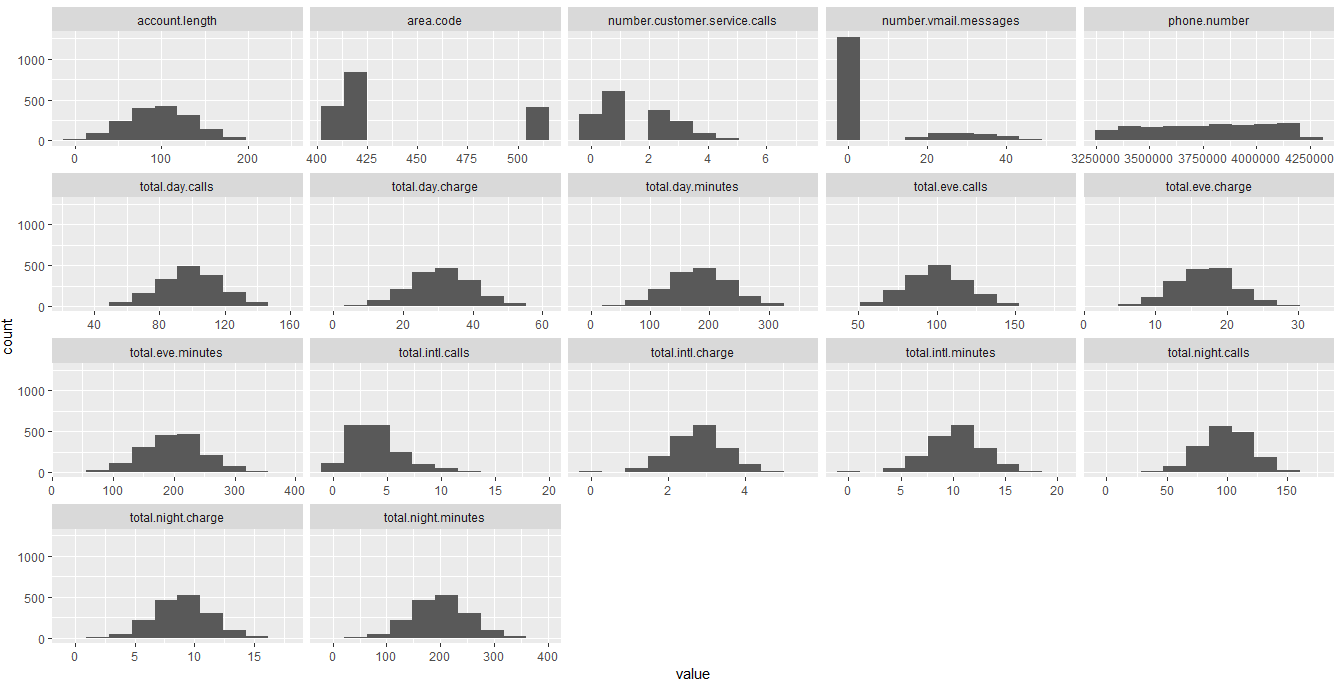 account.length area.code number.customer.service.calls number.vmail.messages phone.number
1000
500
0
0 100 200 400 425 450 475 500 0 2 4 6 0 20 40 3250000 3500000 3750000 4000000 4250000
total.day.calls total.day.charge total.day.minutes total.eve.calls total.eve.charge
1000
500
0
40 80 120 160 0 20 40 60 0 100 200 300 50 100 150 0 10 20 30
count
total.eve.minutes total.intl.calls total.intl.charge total.intl.minutes total.night.calls
1000
500
0
0 100 200 300 400 0 5 10 15 20 0 2 4 0 5 10 15 20 0 50 100 150
total.night.charge total.night.minutes
1000
500
0
0 5 10 15 0 100 200 300 400
value